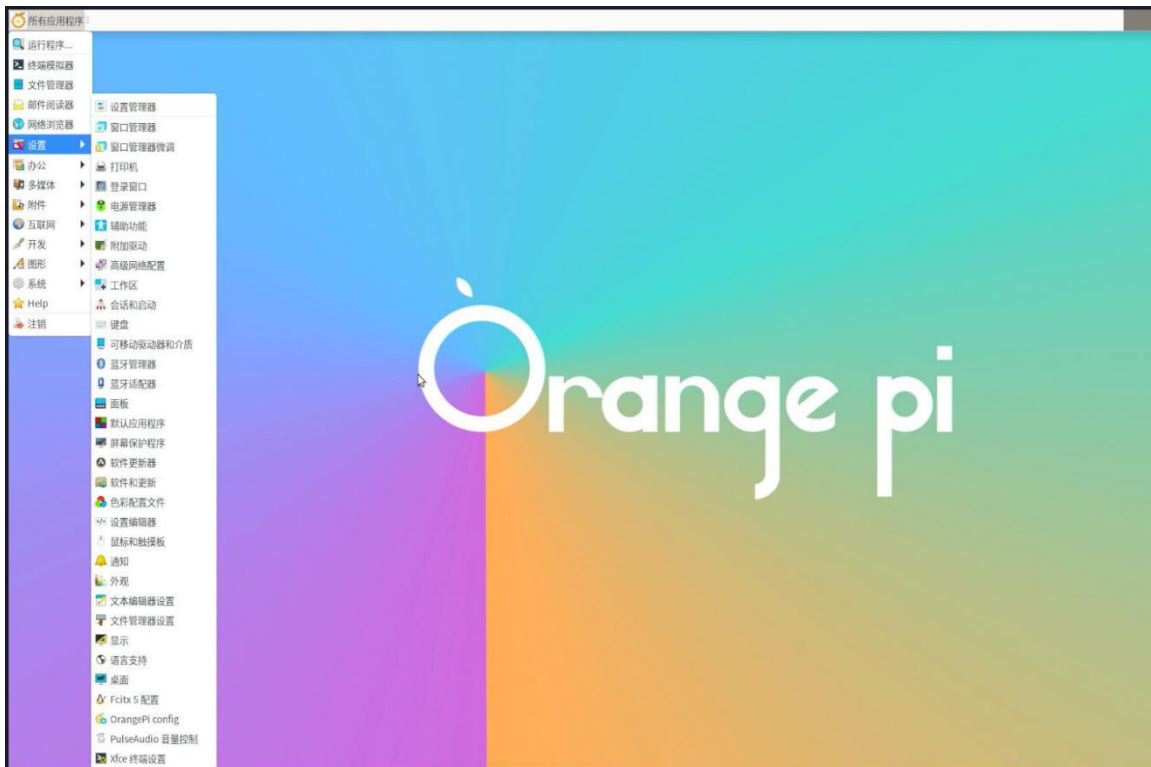 所有应用程序
运行程序...
终端模拟器
文件管理器
邮件阅读器
网络浏览器
设置
办公
多媒体
附件
互联网
开发
图形
系统
Help
注销
设置管理器
窗口管理器
窗口管理器微调
打印机
登录窗口
电源管理器
辅助功能
附加驱动
高级网络配置
工作区
会话和启动
键盘
可移动驱动器和介质
蓝牙管理器
蓝牙适配器
面板
默认应用程序
屏幕保护程序
软件更新器
软件和更新
色彩配置文件
设置编辑器
鼠标和触摸板
通知
外观
文本编辑器设置
文件管理器设置
显示
语言支持
桌面
Fcitx 5 配置
OrangePi config
PulseAudio 音量控制
Xfce 终端设置
Orange pi